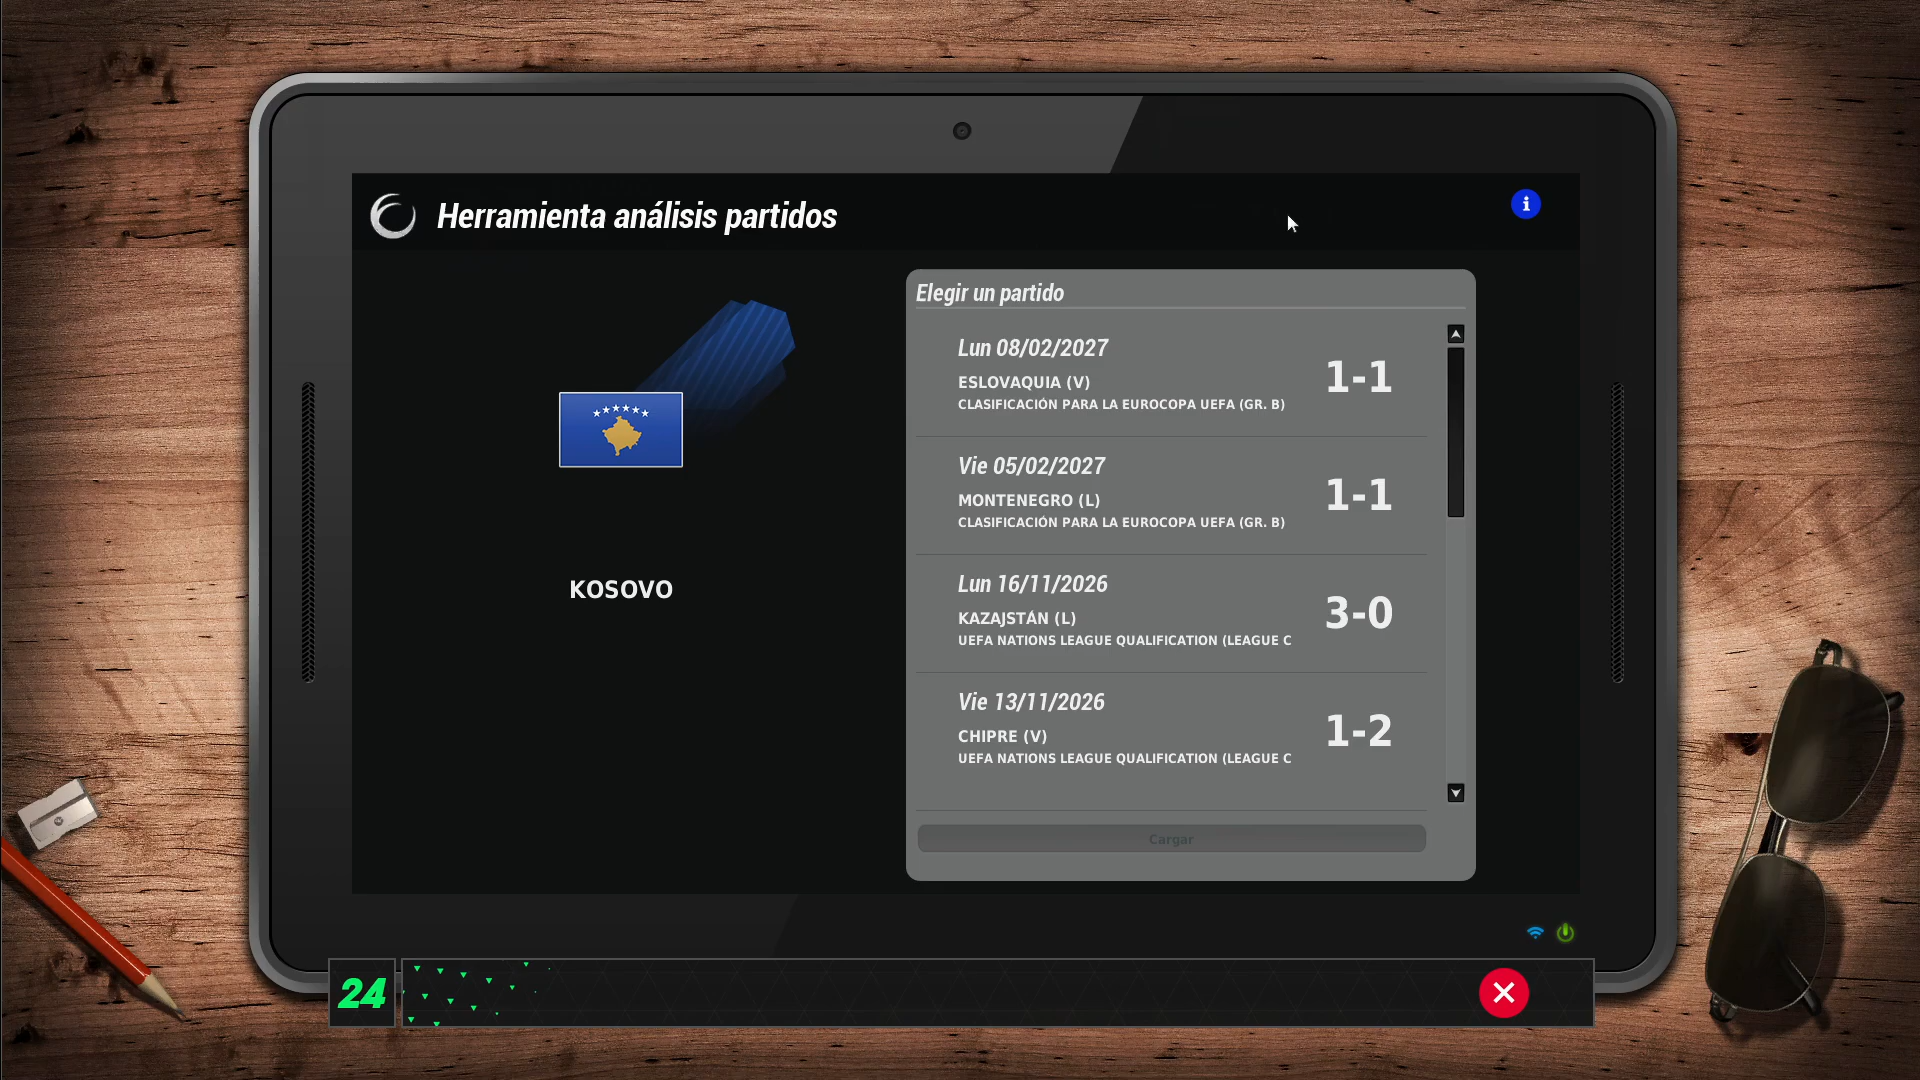 Herramienta análisis partidos
Elegir un partido
Lun 08/02/2027
ESLOVAQUIA (V)
1-1
CLASIFICACIÓN PARA LA EUROCOPA UEFA (GR. B)
Vie 05/02/2027
MONTENEGRO (L)
1-1
CLASIFICACIÓN PARA LA EUROCOPA UEFA (GR. B)
Lun 16/11/2026
KAZAJSTÁN (L)
3-0
UEFA NATIONS LEAGUE QUALIFICATION (LEAGUE C
Vie 13/11/2026
CHIPRE (V)
1-2
UEFA NATIONS LEAGUE QUALIFICATION (LEAGUE C
Cargar
KOSOVO
24